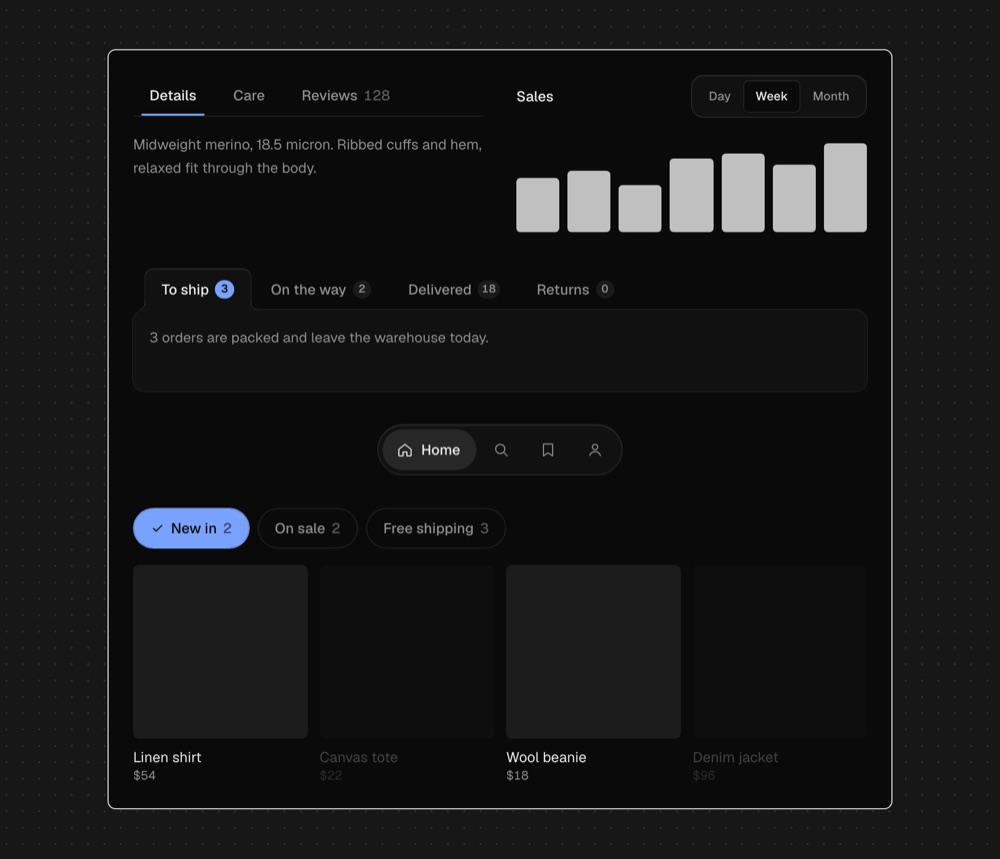 Details Care Reviews 128
Midweight merino, 18.5 micron. Ribbed cuffs and hem,
relaxed fit through the body.
Sales Day Week Month
To ship 3 On the way 2 Delivered 18 Returns 0
3 orders are packed and leave the warehouse today.
Home
New in 2 On sale 2 Free shipping 3
Linen shirt
$54
Canvas tote
$22
Wool beanie
$18
Denim jacket
$96